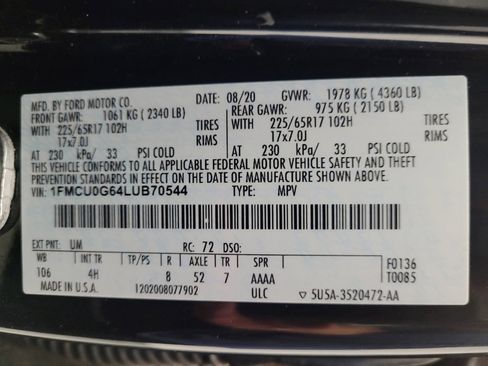 MFD. BY FORD MOTOR CO. DATE: 08/20 GVWR: 1978 KG ( 4360 LB)
FRONT GAWR: 1061 KG ( 2340 LB) REAR GAWR: 975 KG ( 2150 LB)
WITH 225/65R17 102H TIRES WITH 225/65R17 102H TIRES
17x7.0J RIMS 17x7.0J RIMS
AT 230 kPa/ 33 PSI COLD AT 230 kPa/ 33 PSI COLD
THIS VEHICLE CONFORMS TO ALL APPLICABLE FEDERAL MOTOR VEHICLE SAFETY AND THEFT
PREVENTION STANDARDS IN EFFECT ON THE DATE OF MANUFACTURE SHOWN ABOVE.
VIN: 1FMCU0G64LUB70544 TYPE: MPV
EXT PNT: UM RC: 72 DSO:
WB INT TR TP/PS R AXLE TR SPR F0136
106 4H 8 52 7 AAAA T0085
MADE IN U.S.A. 1202008077902 ULC ▽ 5U5A-3520472-AA